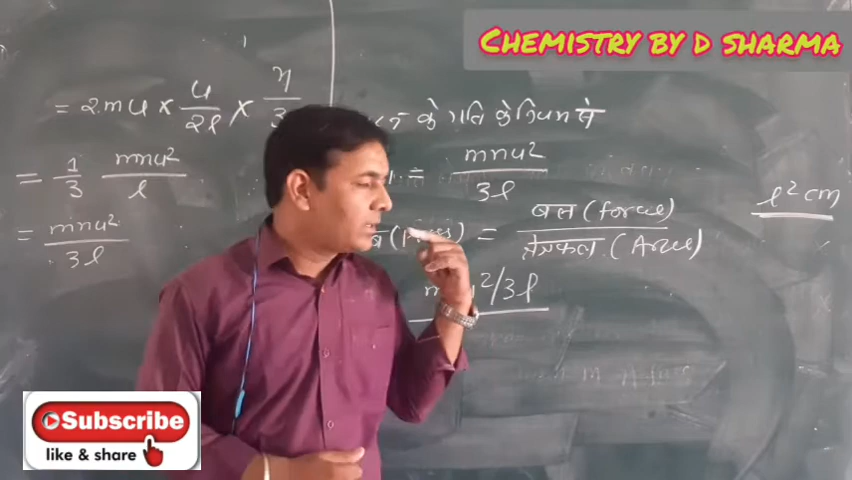 CHEMISTRY BY D SHARMA
= 2mu × u/2l × η/3
= 1/3 mnu²/l
= mnu²/3l
के गति के नियम से
= mnu²/3l
= बल (force)/क्षेत्रफल (Area)
l² cm
u²/3l
Subscribe
like & share